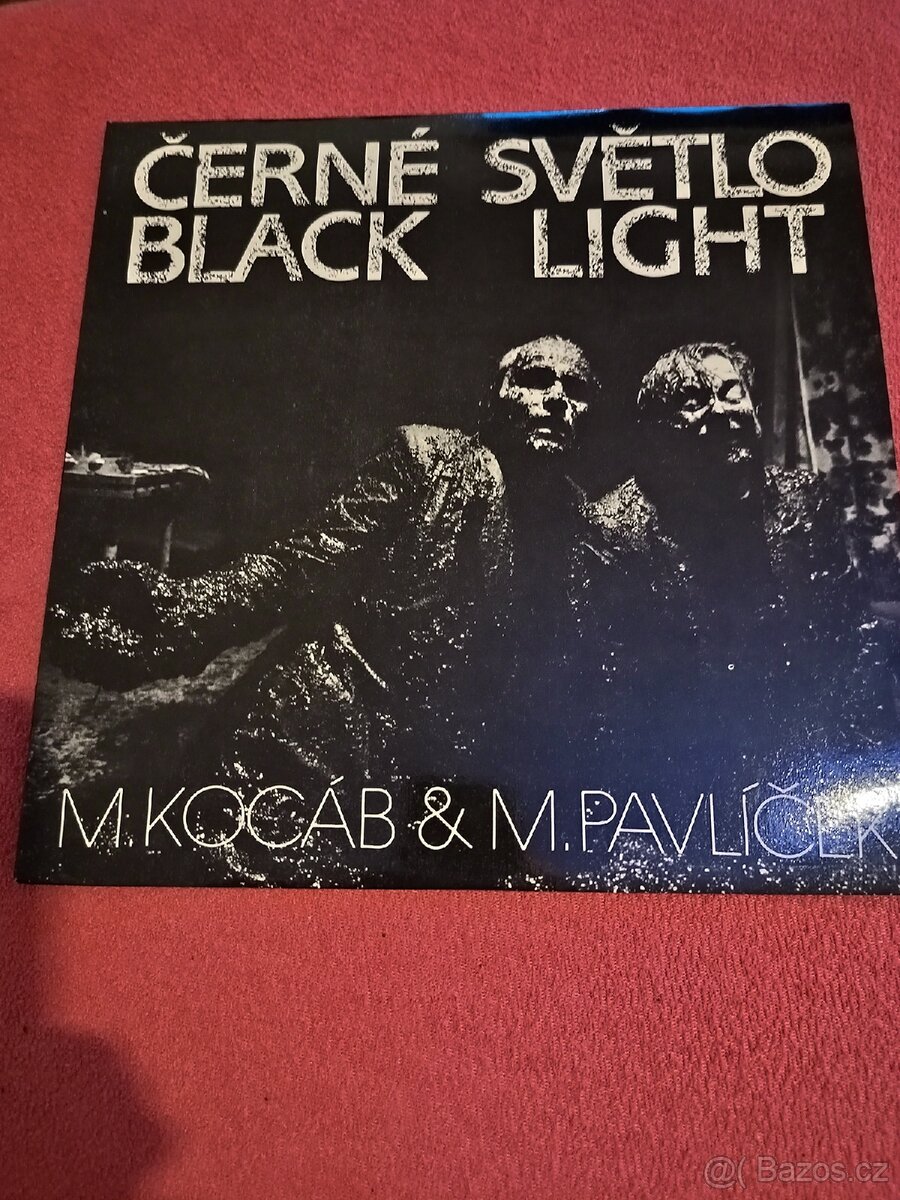 ČERNÉ SVĚTLO
BLACK LIGHT
M.KOCÁB & M.PAVLÍČEK
@( Bazos.cz